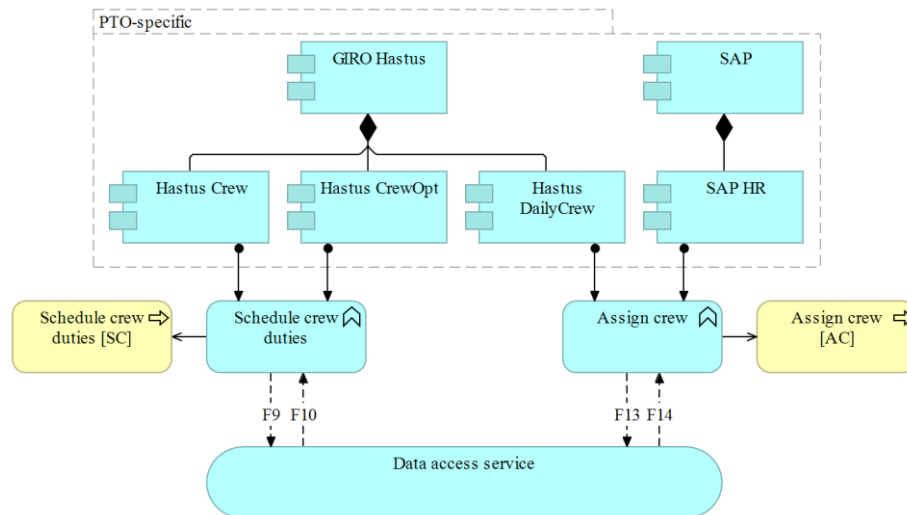 PTO-specific
GIRO Hastus
SAP
Hastus Crew
Hastus CrewOpt
Hastus
DailyCrew
SAP HR
Schedule crew
duties [SC]
Schedule crew
duties
Assign crew
Assign crew
[AC]
F9
F10
F13
F14
Data access service